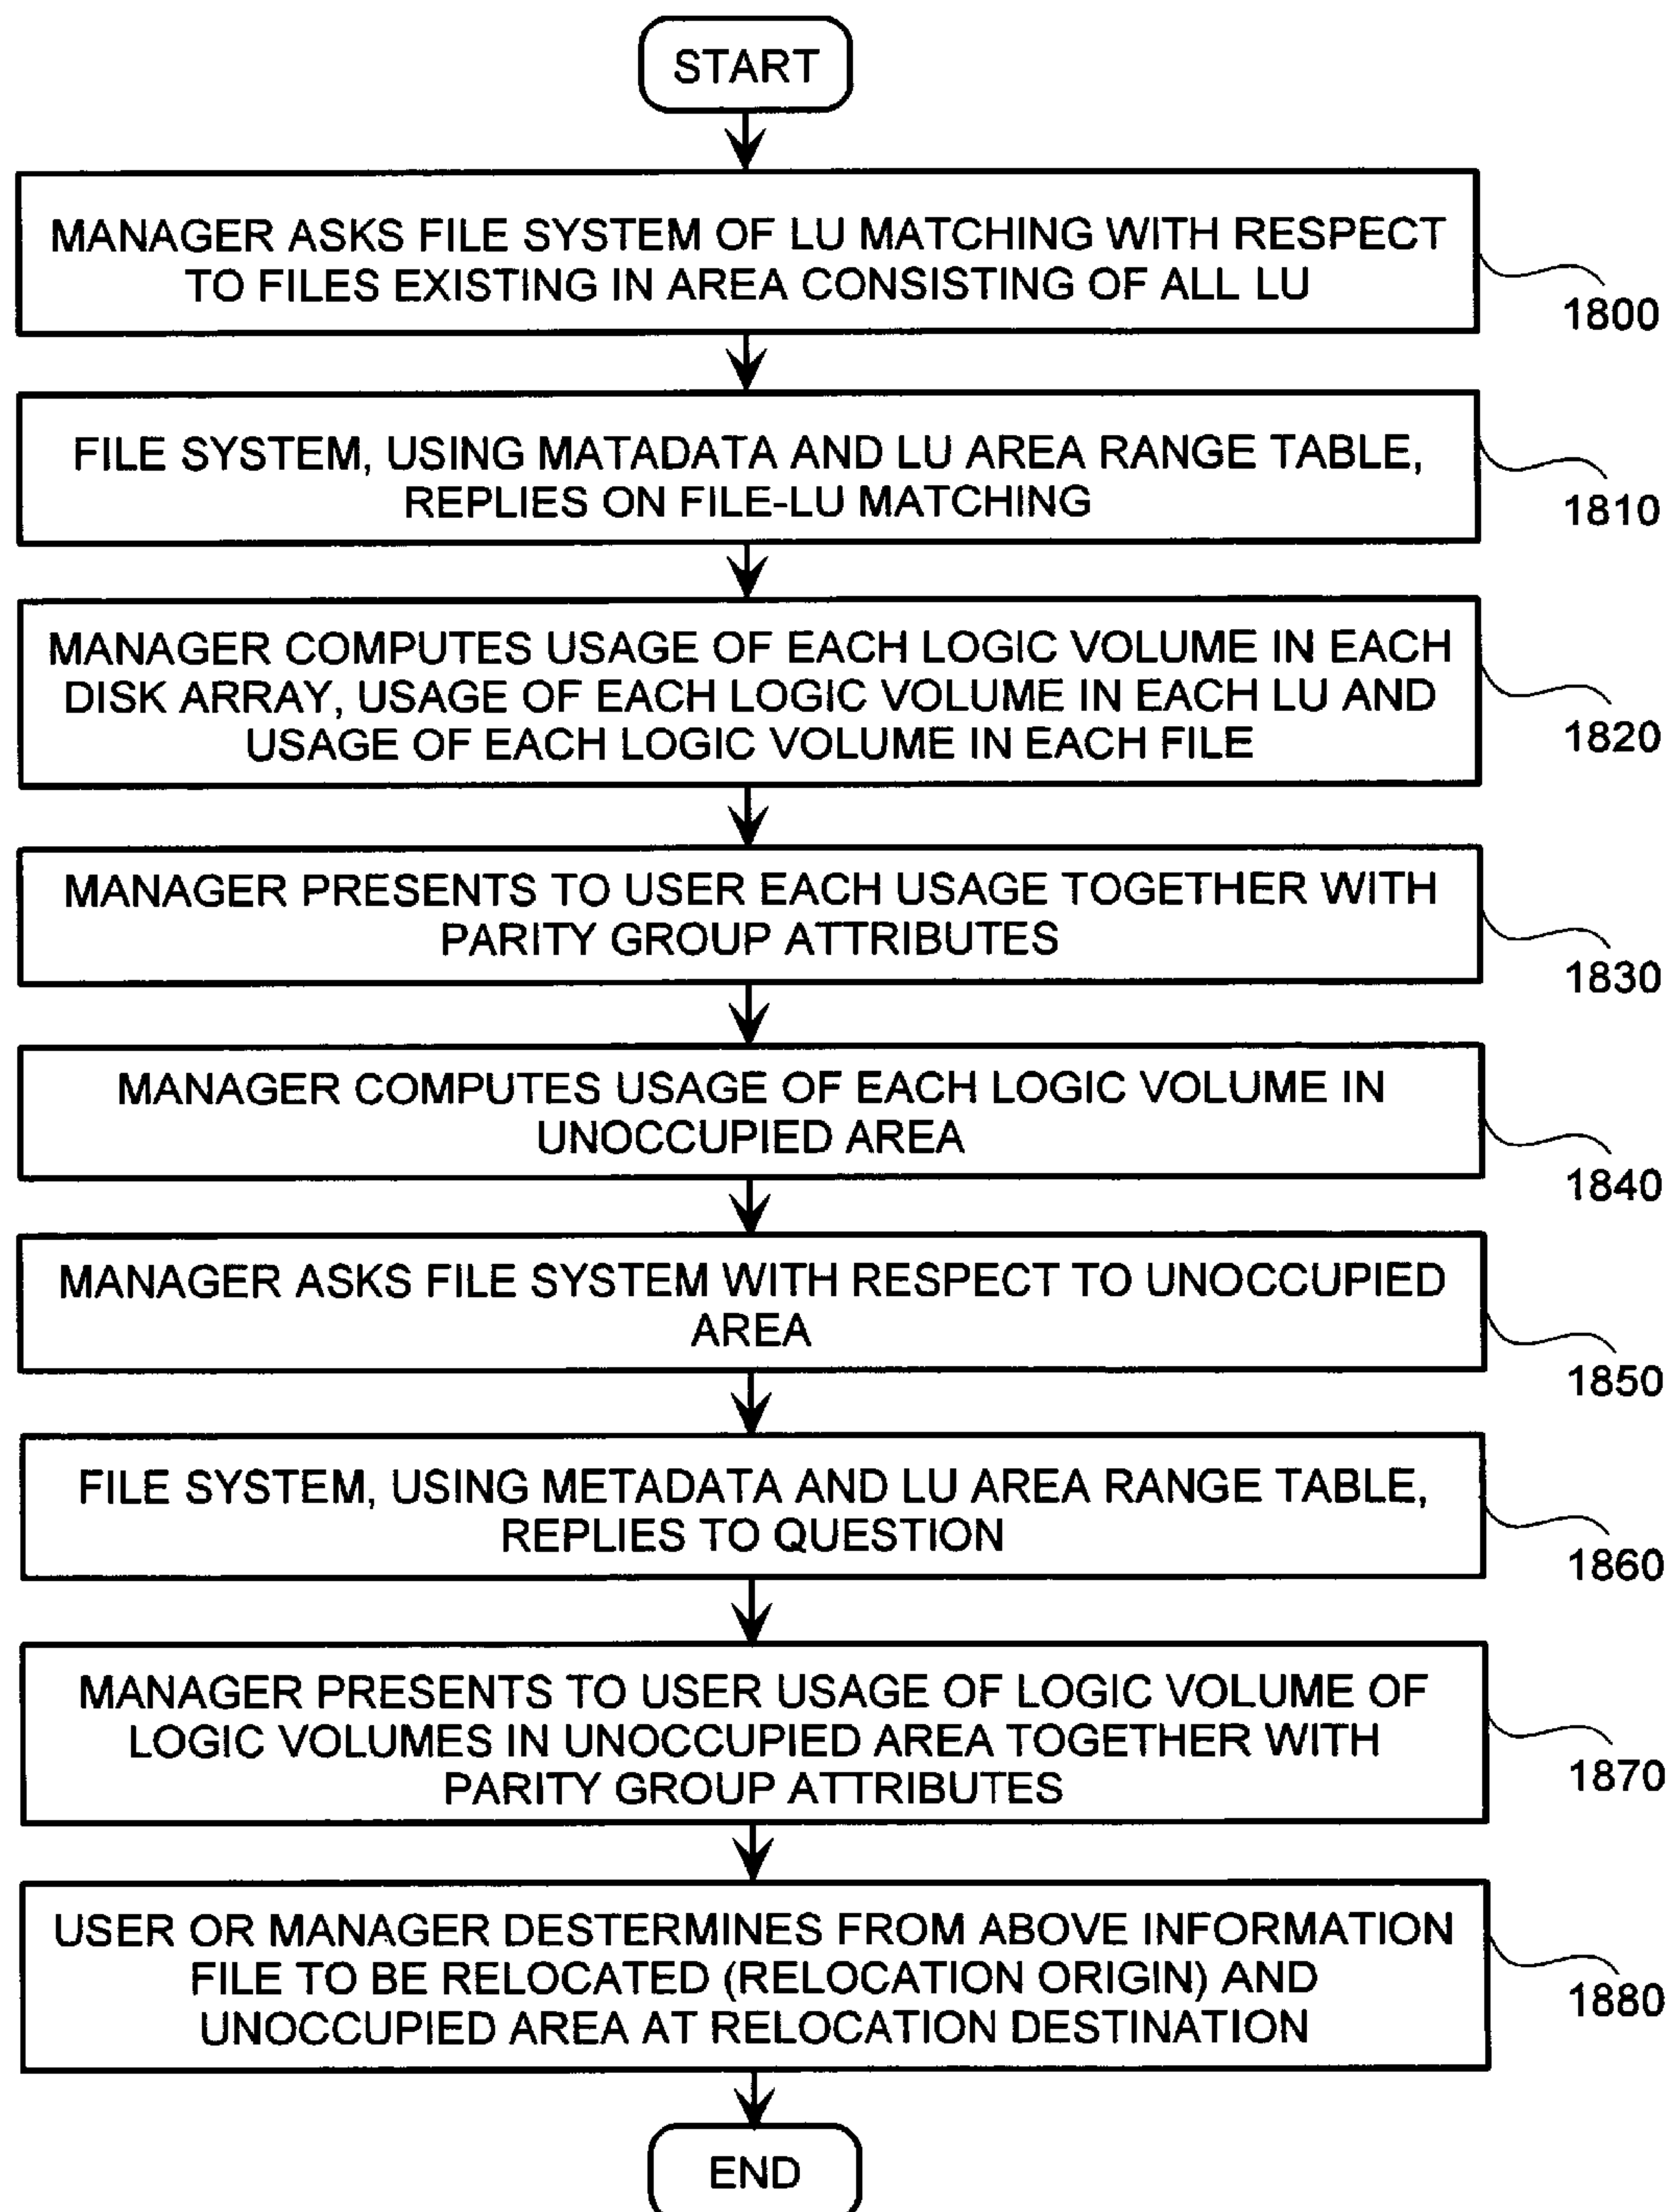 START
MANAGER ASKS FILE SYSTEM OF LU MATCHING WITH RESPECT
TO FILES EXISTING IN AREA CONSISTING OF ALL LU
1800
FILE SYSTEM, USING MATADATA AND LU AREA RANGE TABLE,
REPLIES ON FILE-LU MATCHING
1810
MANAGER COMPUTES USAGE OF EACH LOGIC VOLUME IN EACH
DISK ARRAY, USAGE OF EACH LOGIC VOLUME IN EACH LU AND
USAGE OF EACH LOGIC VOLUME IN EACH FILE
1820
MANAGER PRESENTS TO USER EACH USAGE TOGETHER WITH
PARITY GROUP ATTRIBUTES
1830
MANAGER COMPUTES USAGE OF EACH LOGIC VOLUME IN
UNOCCUPIED AREA
1840
MANAGER ASKS FILE SYSTEM WITH RESPECT TO UNOCCUPIED
AREA
1850
FILE SYSTEM, USING METADATA AND LU AREA RANGE TABLE,
REPLIES TO QUESTION
1860
MANAGER PRESENTS TO USER USAGE OF LOGIC VOLUME OF
LOGIC VOLUMES IN UNOCCUPIED AREA TOGETHER WITH
PARITY GROUP ATTRIBUTES
1870
USER OR MANAGER DESTERMINES FROM ABOVE INFORMATION
FILE TO BE RELOCATED (RELOCATION ORIGIN) AND
UNOCCUPIED AREA AT RELOCATION DESTINATION
1880
END